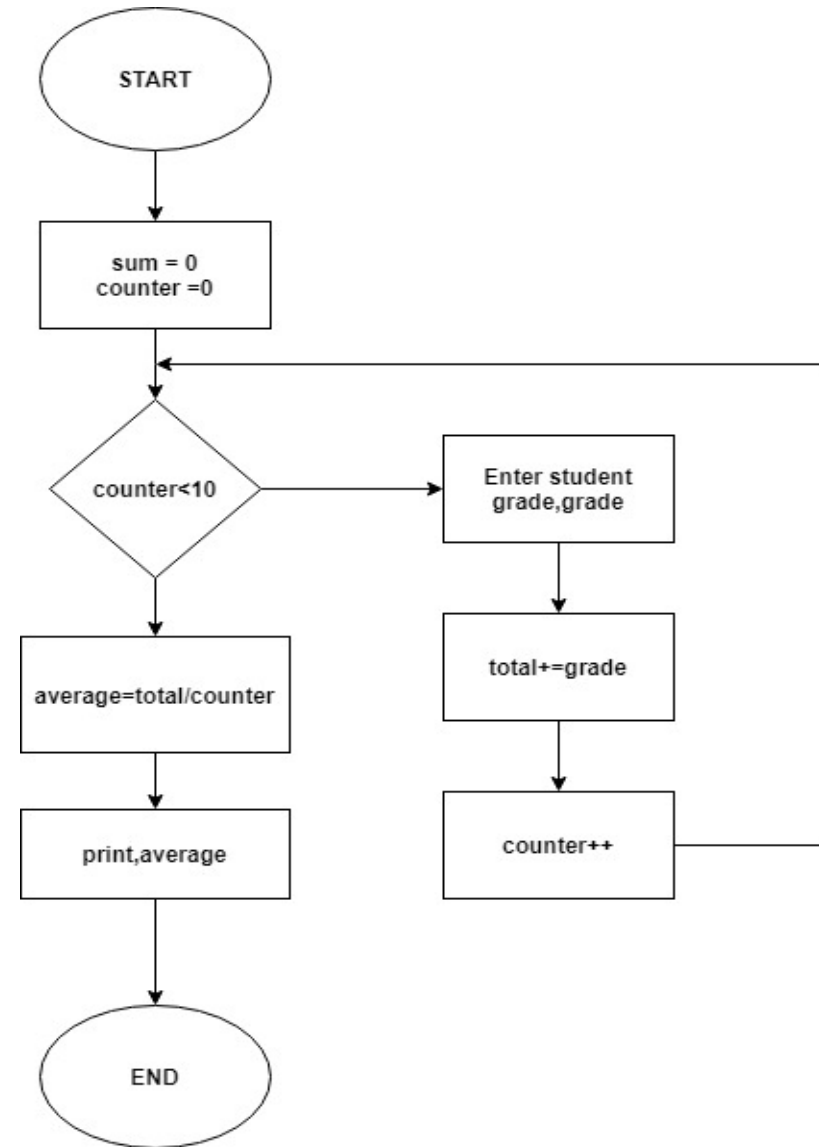 START
sum = 0
counter =0
counter<10
Enter student
grade,grade
total+=grade
counter++
average=total/counter
print,average
END